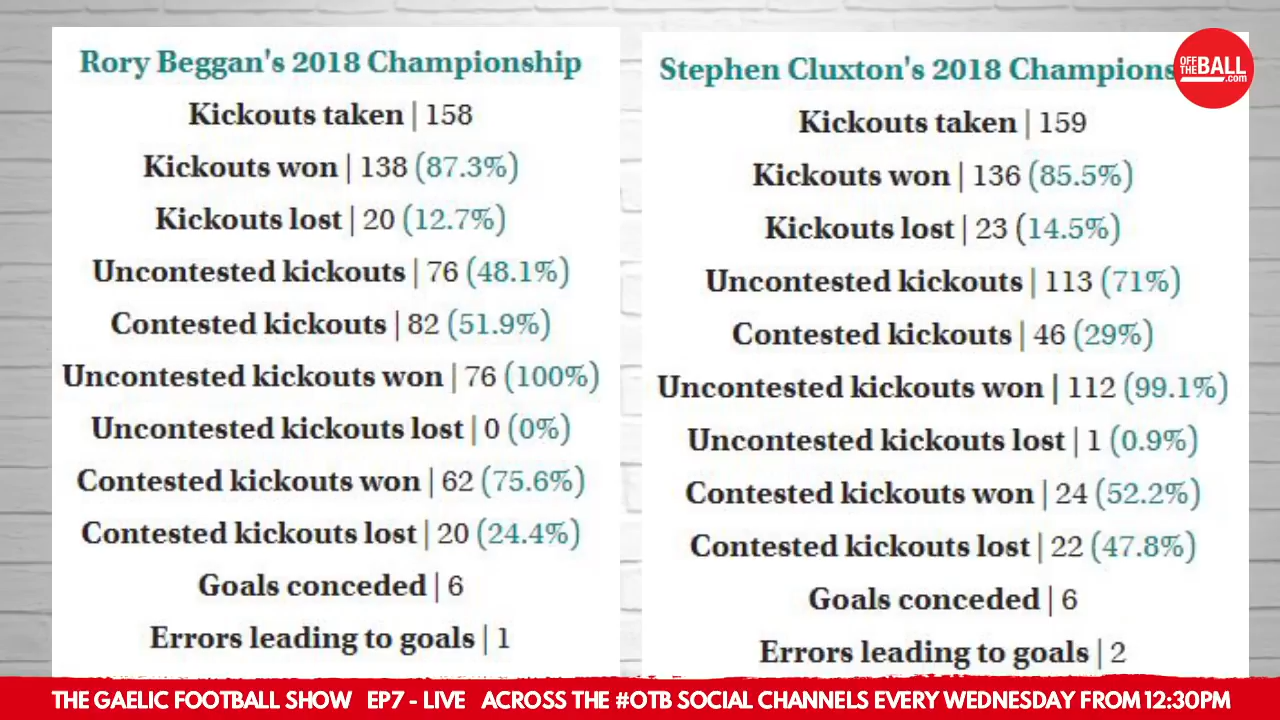 Rory Beggan's 2018 Championship
Kickouts taken | 158
Kickouts won | 138 (87.3%)
Kickouts lost | 20 (12.7%)
Uncontested kickouts | 76 (48.1%)
Contested kickouts | 82 (51.9%)
Uncontested kickouts won | 76 (100%)
Uncontested kickouts lost | 0 (0%)
Contested kickouts won | 62 (75.6%)
Contested kickouts lost | 20 (24.4%)
Goals conceded | 6
Errors leading to goals | 1
Stephen Cluxton's 2018 Champions
Kickouts taken | 159
Kickouts won | 136 (85.5%)
Kickouts lost | 23 (14.5%)
Uncontested kickouts | 113 (71%)
Contested kickouts | 46 (29%)
Uncontested kickouts won | 112 (99.1%)
Uncontested kickouts lost | 1 (0.9%)
Contested kickouts won | 24 (52.2%)
Contested kickouts lost | 22 (47.8%)
Goals conceded | 6
Errors leading to goals | 2
OFF
THE BALL
.com
THE GAELIC FOOTBALL SHOW EP7 - LIVE ACROSS THE #OTB SOCIAL CHANNELS EVERY WEDNESDAY FROM 12:30PM